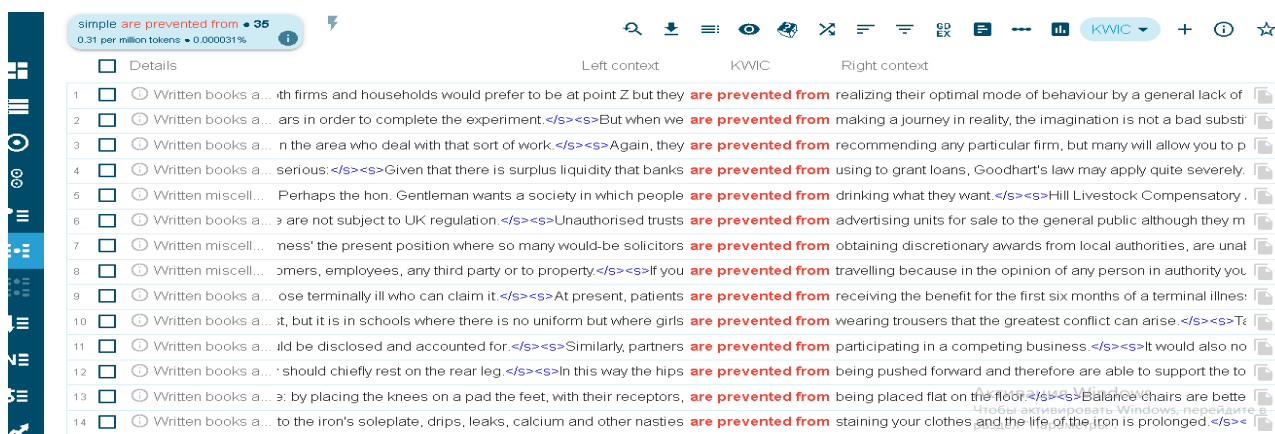 simple are prevented from • 35
0.31 per million tokens • 0.000031%
GD
EX
KWIC
Details Left context KWIC Right context
1 Written books a... th firms and households would prefer to be at point Z but they are prevented from realizing their optimal mode of behaviour by a general lack of
2 Written books a... ars in order to complete the experiment.</s><s>But when we are prevented from making a journey in reality, the imagination is not a bad substi
3 Written books a... n the area who deal with that sort of work.</s><s>Again, they are prevented from recommending any particular firm, but many will allow you to p
4 Written books a... serious:</s><s>Given that there is surplus liquidity that banks are prevented from using to grant loans, Goodhart's law may apply quite severely.
5 Written miscell... Perhaps the hon. Gentleman wants a society in which people are prevented from drinking what they want.</s><s>Hill Livestock Compensatory
6 Written books a... e are not subject to UK regulation.</s><s>Unauthorised trusts are prevented from advertising units for sale to the general public although they m
7 Written miscell... ness' the present position where so many would-be solicitors are prevented from obtaining discretionary awards from local authorities, are unal
8 Written miscell... omers, employees, any third party or to property.</s><s>If you are prevented from travelling because in the opinion of any person in authority you
9 Written books a... ose terminally ill who can claim it.</s><s>At present, patients are prevented from receiving the benefit for the first six months of a terminal illnes
10 Written books a... st, but it is in schools where there is no uniform but where girls are prevented from wearing trousers that the greatest conflict can arise.</s><s>Ta
11 Written books a... uld be disclosed and accounted for.</s><s>Similarly, partners are prevented from participating in a competing business.</s><s>It would also no
12 Written books a... should chiefly rest on the rear leg.</s><s>In this way the hips are prevented from being pushed forward and therefore are able to support the to
13 Written books a... e: by placing the knees on a pad the feet, with their receptors, are prevented from being placed flat on the floor.</s><s>Balance chairs are bette
14 Written books a... to the iron's soleplate, drips, leaks, calcium and other nasties are prevented from staining your clothes and the life of the iron is prolonged.</s><
Активация Windows
Чтобы активировать Windows, перейдите в
раздел "Параметры"